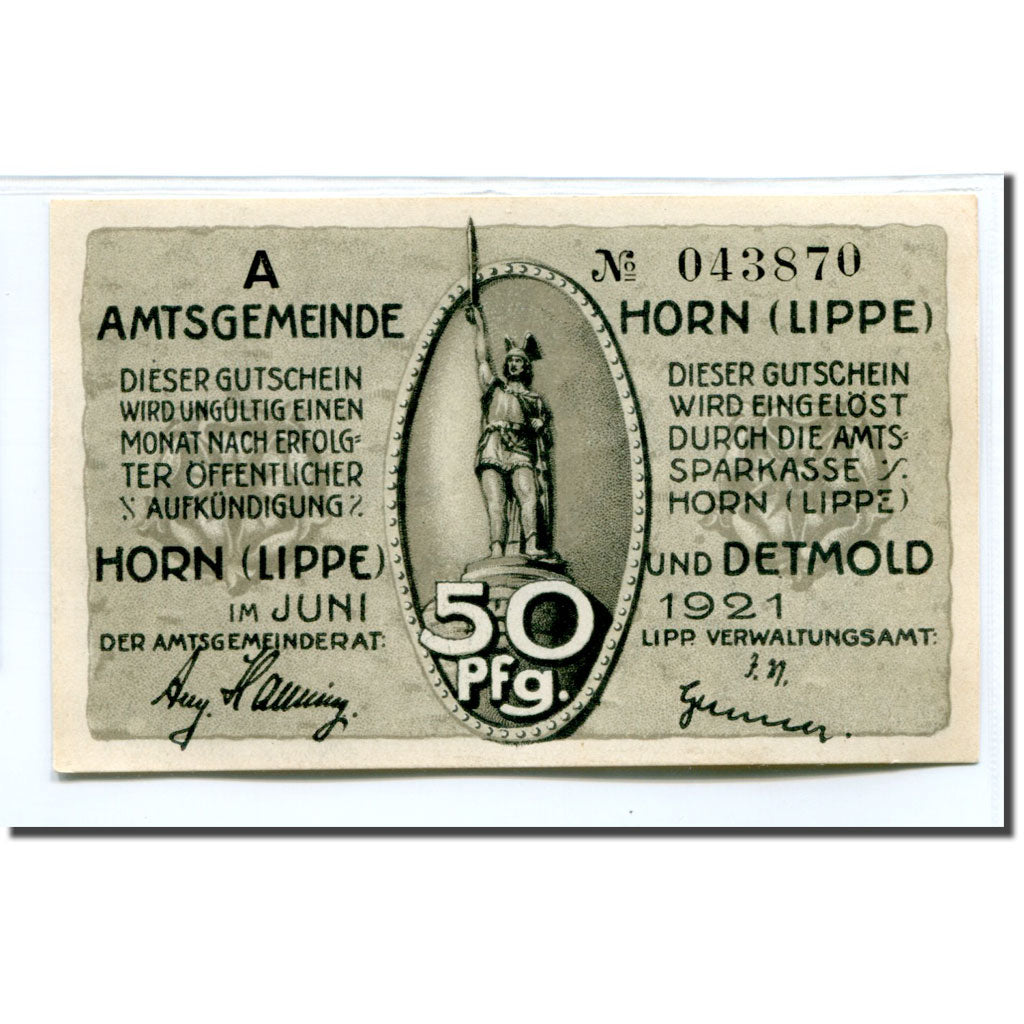 A
AMTSGEMEINDE
DIESER GUTSCHEIN
WIRD UNGÜLTIG EINEN
MONAT NACH ERFOLG=
TER ÖFFENTLICHER
AUFKÜNDIGUNG
HORN (LIPPE)
IM JUNI
DER AMTSGEMEINDERAT:
50
Pfg.
№ 043870
HORN (LIPPE)
DIESER GUTSCHEIN
WIRD EINGELÖST
DURCH DIE AMTS=
SPARKASSE
HORN (LIPPE)
UND DETMOLD
1921
LIPP. VERWALTUNGSAMT: